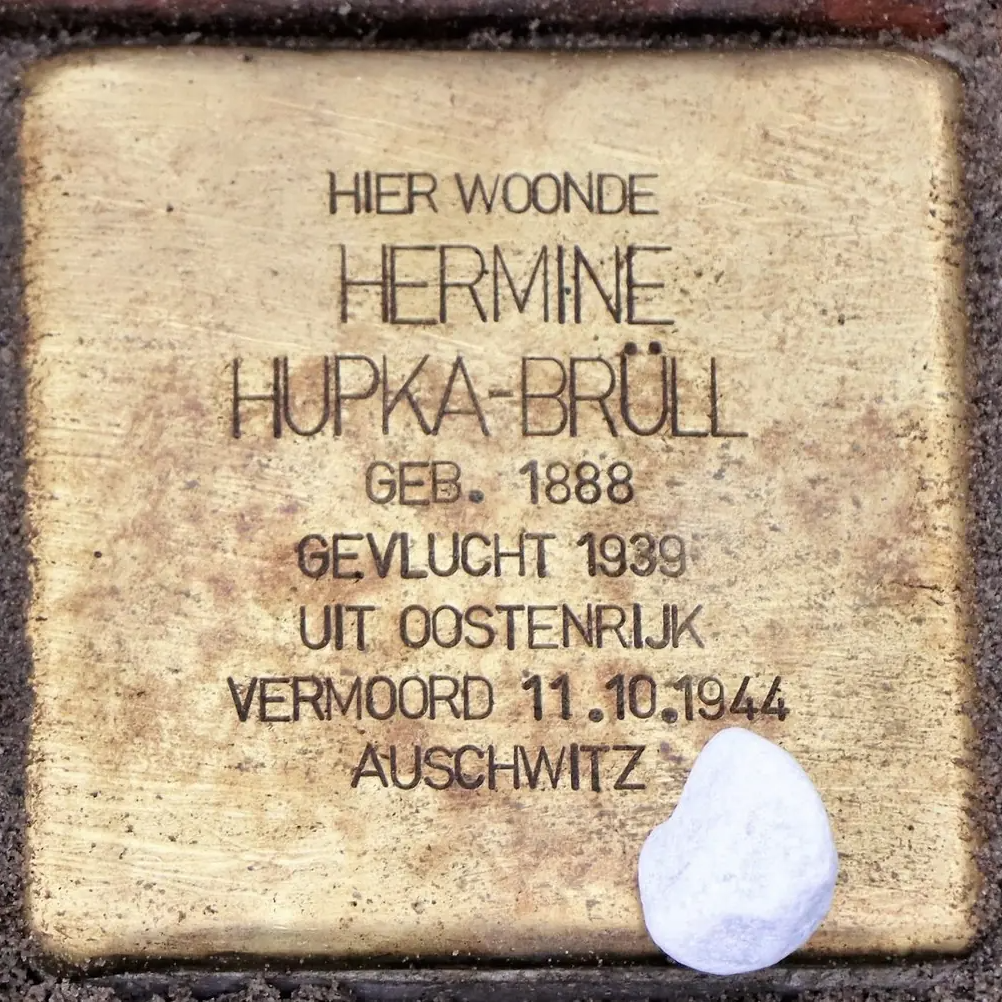 HIER WOONDE
HERMINE
HUPKA-BRÜLL
GEB. 1888
GEVLUCHT 1939
UIT OOSTENRIJK
VERMOORD 11.10.1944
AUSCHWITZ